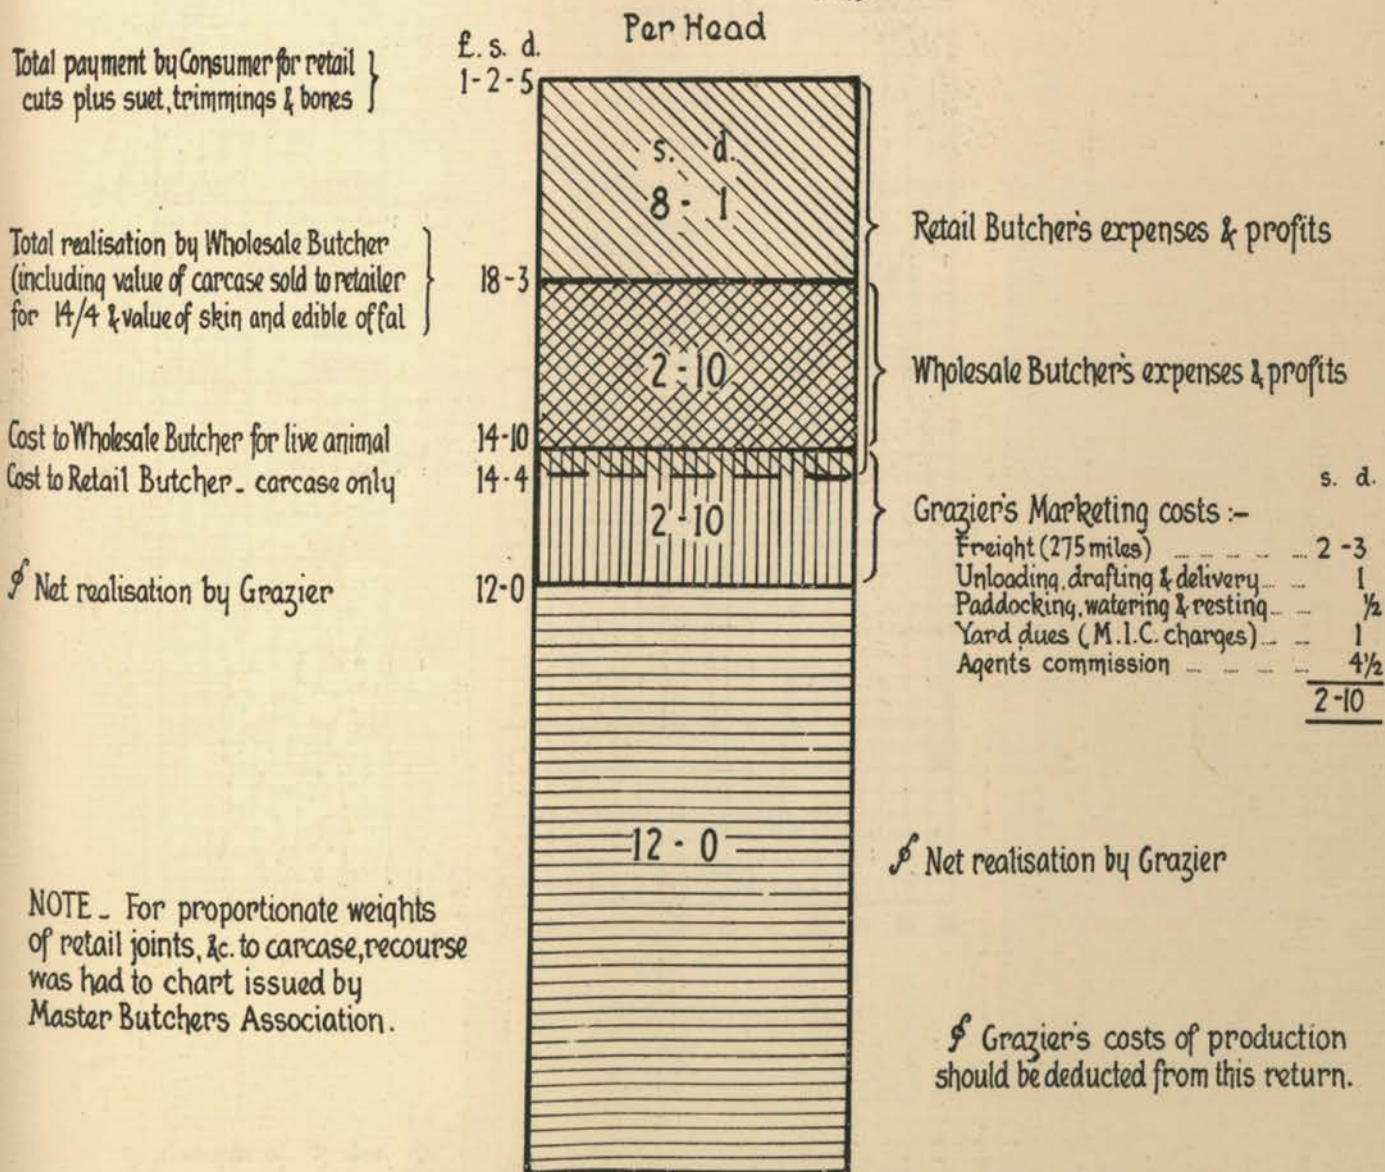 Per Head
£. s. d.
Total payment by Consumer for retail
cuts plus suet, trimmings & bones
1-2-5
s. d.
8 - 1
Retail Butcher's expenses & profits
Total realisation by Wholesale Butcher
(including value of carcase sold to retailer
for 14/4 & value of skin and edible offal
18-3
2-10
Wholesale Butcher's expenses & profits
Cost to Wholesale Butcher for live animal
14-10
Cost to Retail Butcher - carcase only
14-4
2-10
s. d.
Grazier's Marketing costs :-
Freight (275 miles) 2-3
Unloading, drafting & delivery 1
Paddocking, watering & resting ½
Yard dues (M.I.C. charges) 1
Agents commission 4½
2-10
∮ Net realisation by Grazier
12-0
12 - 0
∮ Net realisation by Grazier
NOTE - For proportionate weights
of retail joints, &c. to carcase, recourse
was had to chart issued by
Master Butchers Association.
∮ Grazier's costs of production
should be deducted from this return.